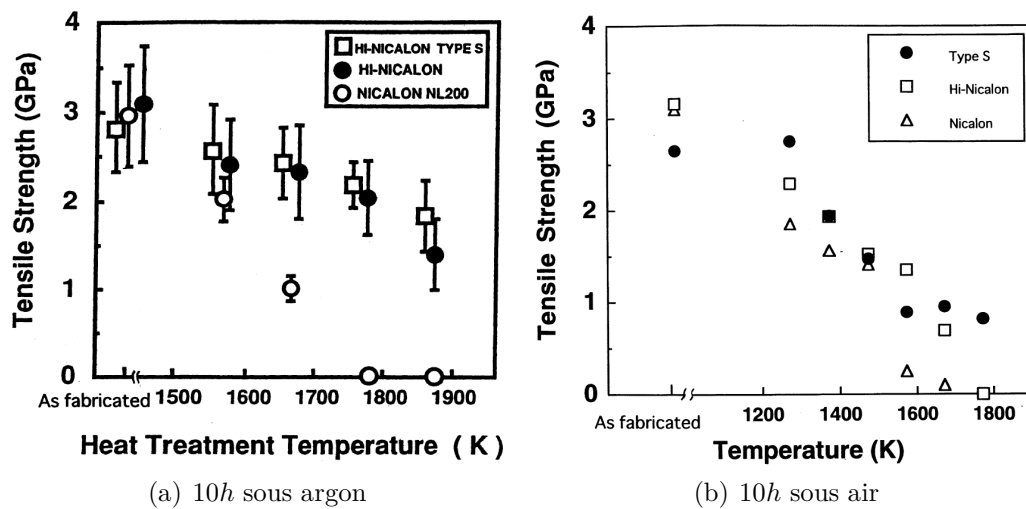 4
3
2
1
0
Tensile Strength (GPa)
HI-NICALON TYPE S
HI-NICALON
NICALON NL200
As fabricated
1500
1600
1700
1800
1900
Heat Treatment Temperature ( K )
(a) 10h sous argon
4
3
2
1
0
Tensile Strength (GPa)
Type S
Hi-Nicalon
Nicalon
As fabricated
1200
1400
1600
1800
Temperature (K)
(b) 10h sous air